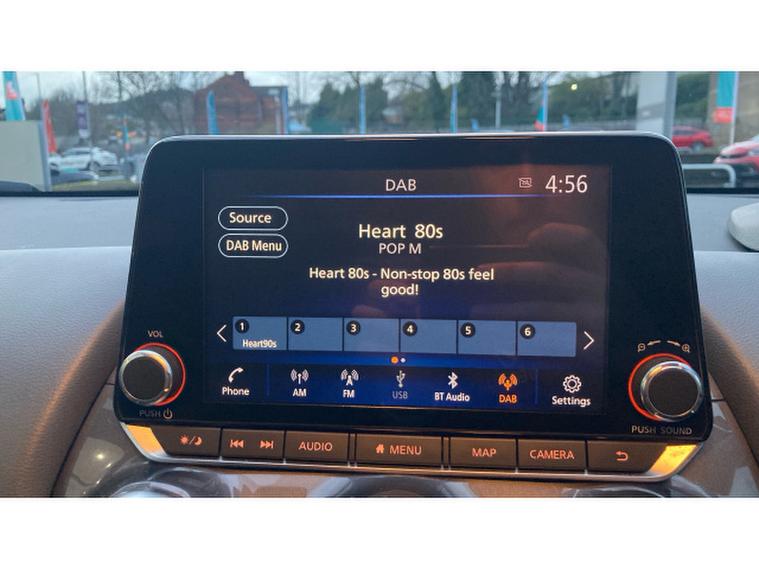 DAB
4:56
Source
DAB Menu
Heart 80s
POP M
Heart 80s - Non-stop 80s feel
good!
1 2 3 4 5 6
Heart90s
VOL
PUSH
Phone AM FM USB BT Audio DAB Settings
PUSH SOUND
AUDIO MENU MAP CAMERA